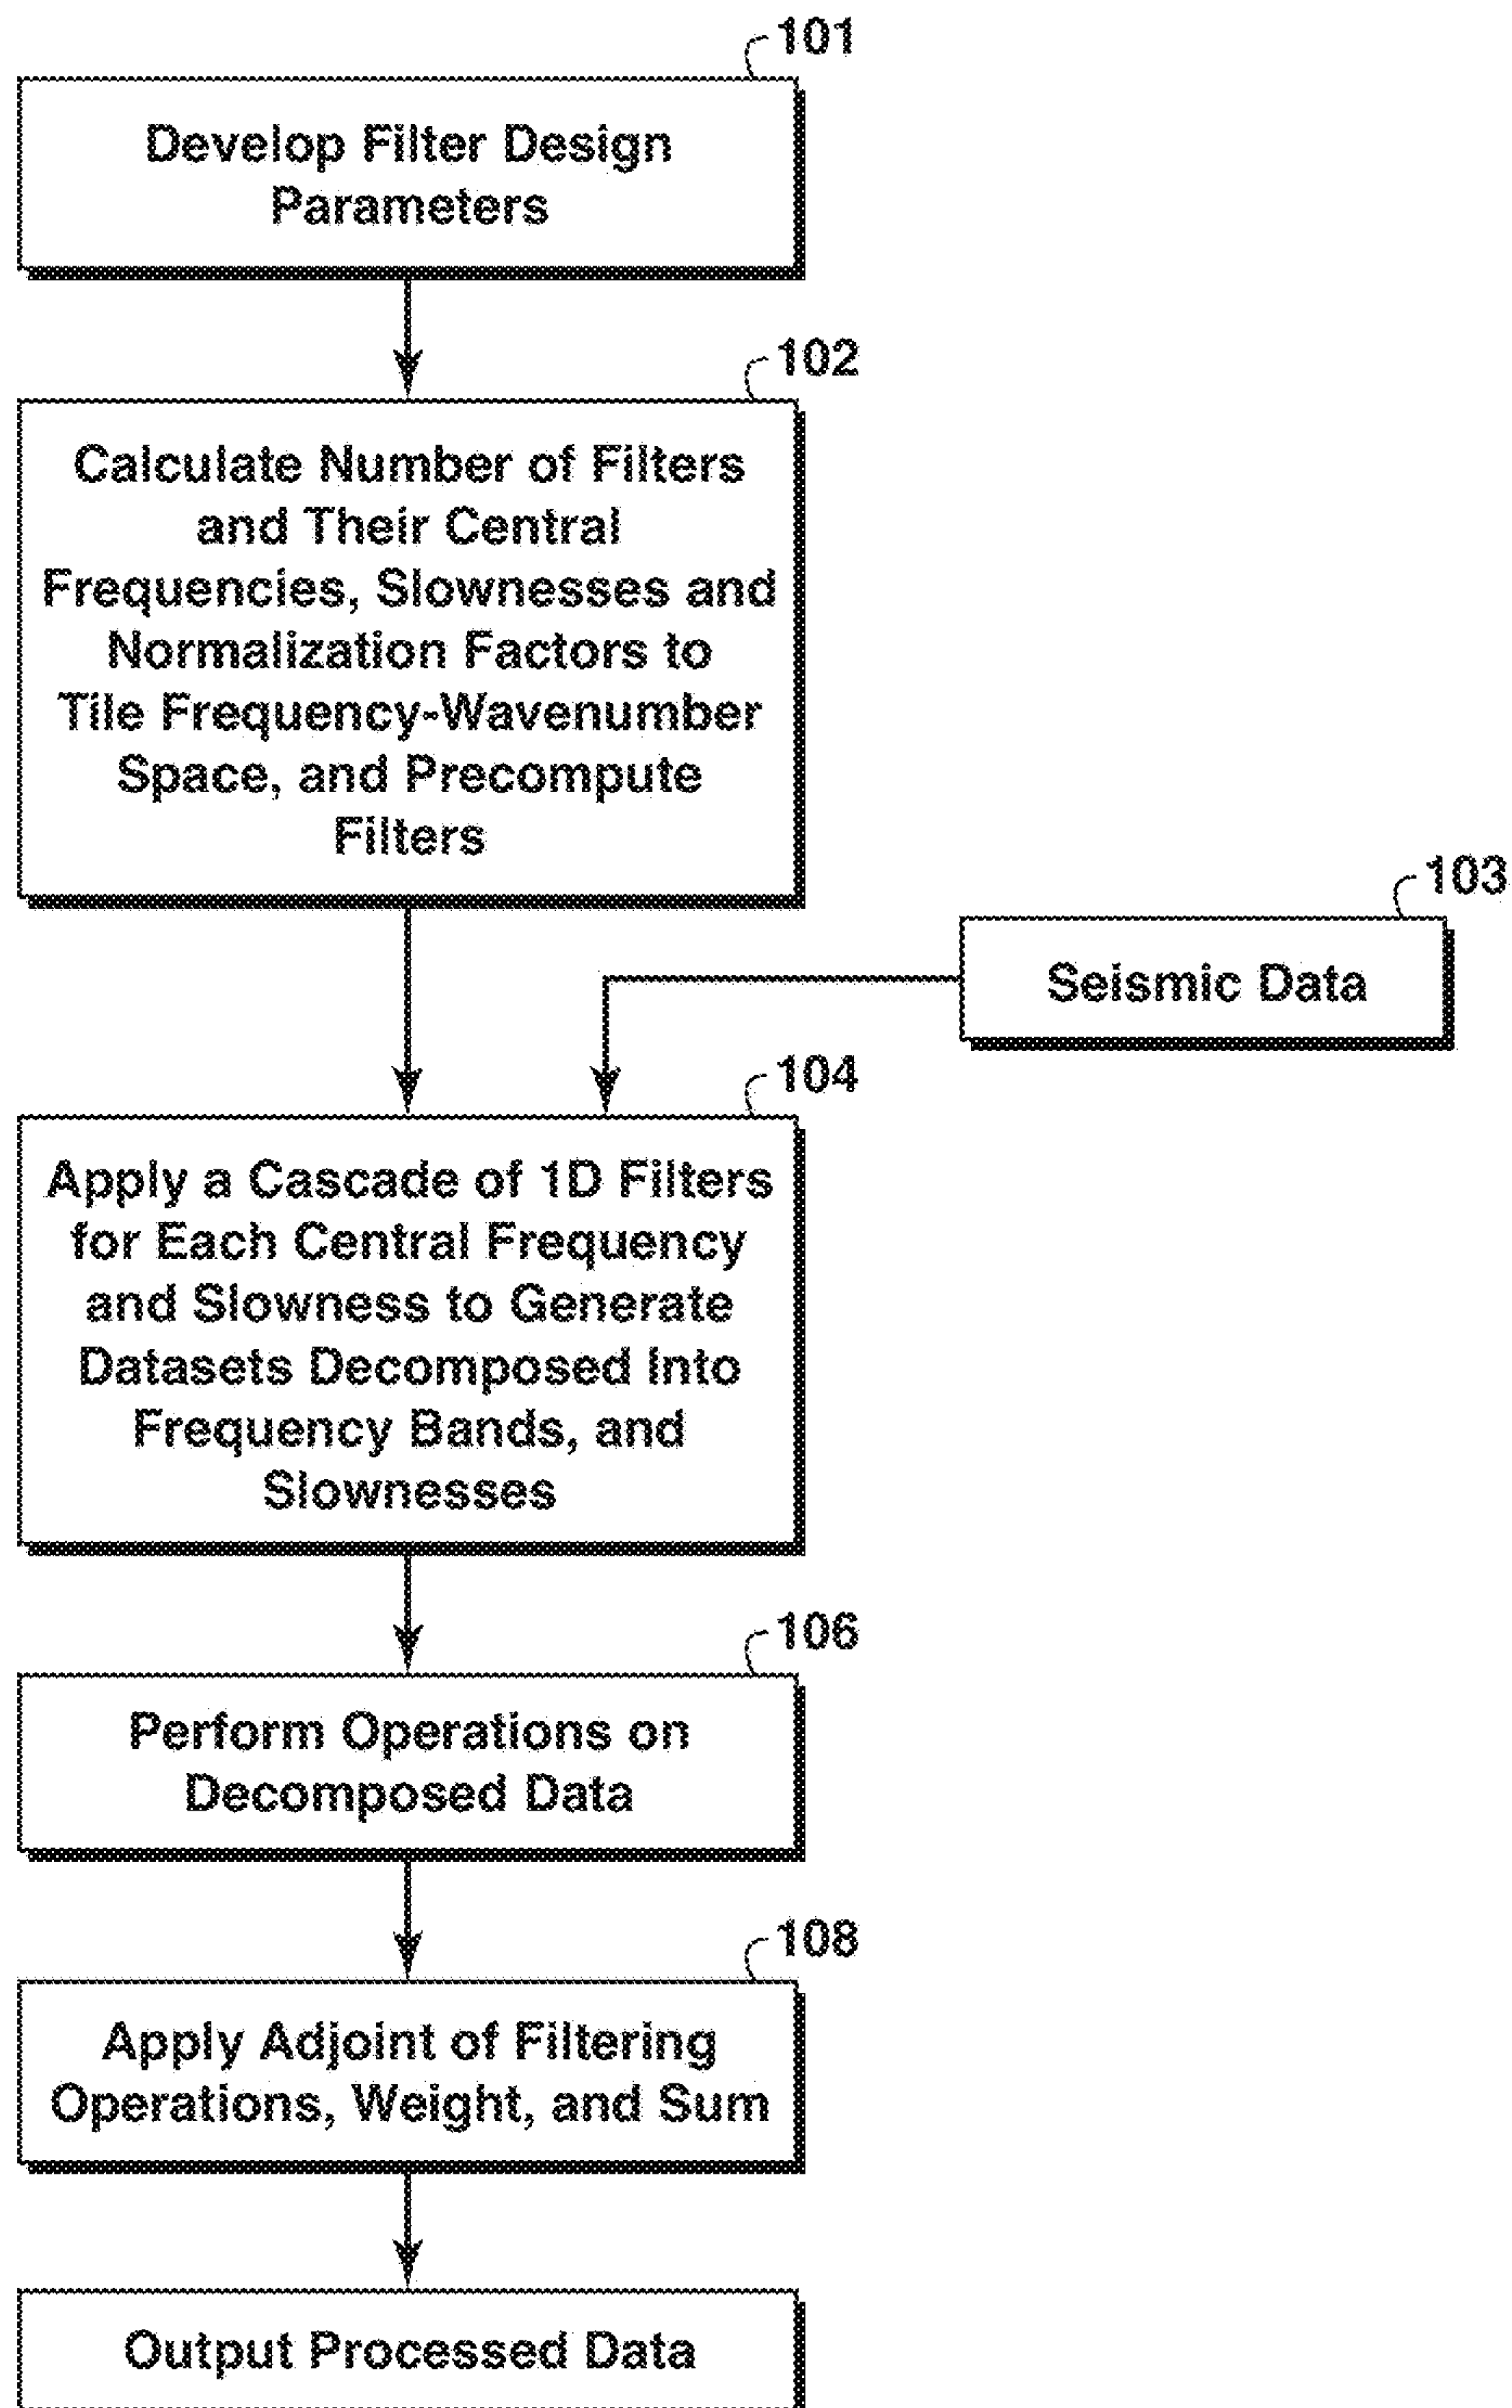 101
Develop Filter Design
Parameters
102
Calculate Number of Filters
and Their Central
Frequencies, Slownesses and
Normalization Factors to
Tile Frequency-Wavenumber
Space, and Precompute
Filters
103
Seismic Data
104
Apply a Cascade of 1D Filters
for Each Central Frequency
and Slowness to Generate
Datasets Decomposed Into
Frequency Bands, and
Slownesses
106
Perform Operations on
Decomposed Data
108
Apply Adjoint of Filtering
Operations, Weight, and Sum
Output Processed Data